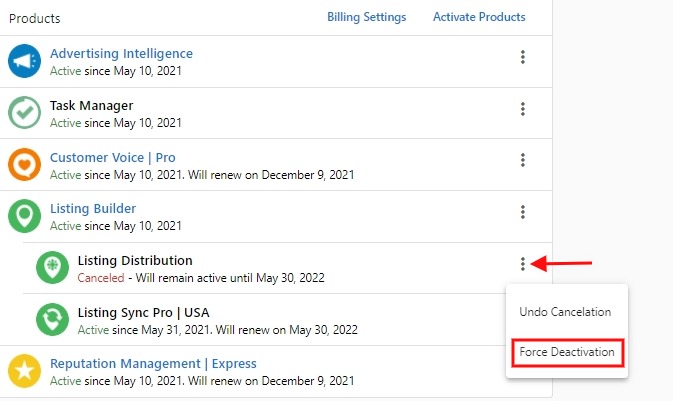 Products Billing Settings Activate Products
Advertising Intelligence
Active since May 10, 2021
Task Manager
Active since May 10, 2021
Customer Voice | Pro
Active since May 10, 2021. Will renew on December 9, 2021
Listing Builder
Active since May 10, 2021
Listing Distribution
Canceled - Will remain active until May 30, 2022
Undo Cancelation
Listing Sync Pro | USA
Active since May 31, 2021. Will renew on May 30, 2022
Force Deactivation
Reputation Management | Express
Active since May 10, 2021. Will renew on December 9, 2021